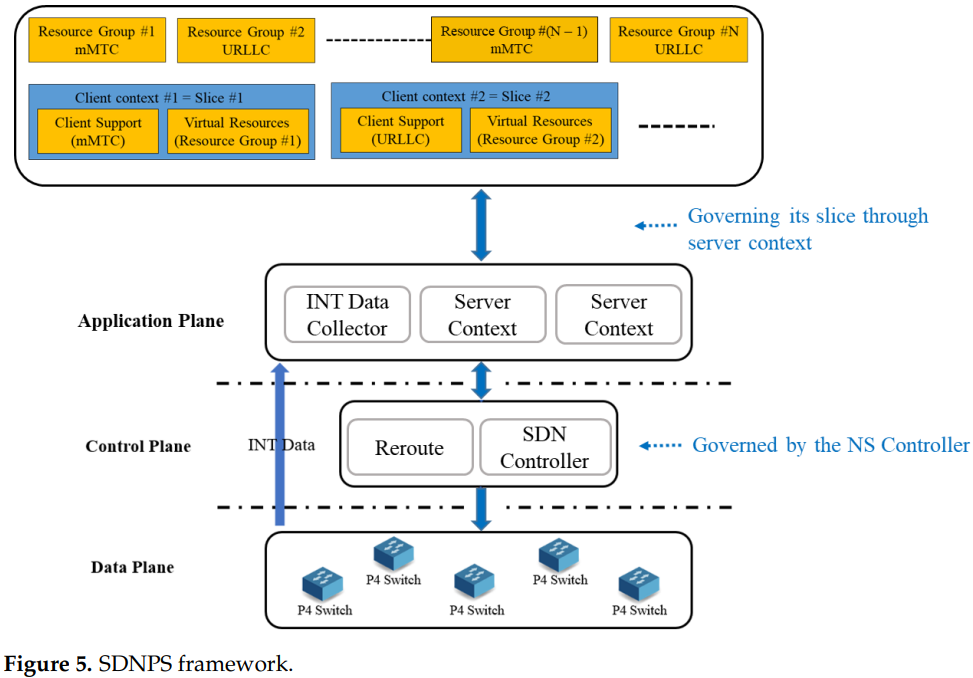 Resource Group #1
mMTC
Resource Group #2
URLLC
Resource Group #(N − 1)
mMTC
Resource Group #N
URLLC
Client context #1 = Slice #1
Client Support
(mMTC)
Virtual Resources
(Resource Group #1)
Client context #2 = Slice #2
Client Support
(URLLC)
Virtual Resources
(Resource Group #2)
Governing its slice through
server context
Application Plane
INT Data
Collector
Server
Context
Server
Context
Control Plane
INT Data
Reroute
SDN
Controller
Governed by the NS Controller
Data Plane
P4 Switch
P4 Switch
P4 Switch
P4 Switch
P4 Switch
Figure 5. SDNPS framework.